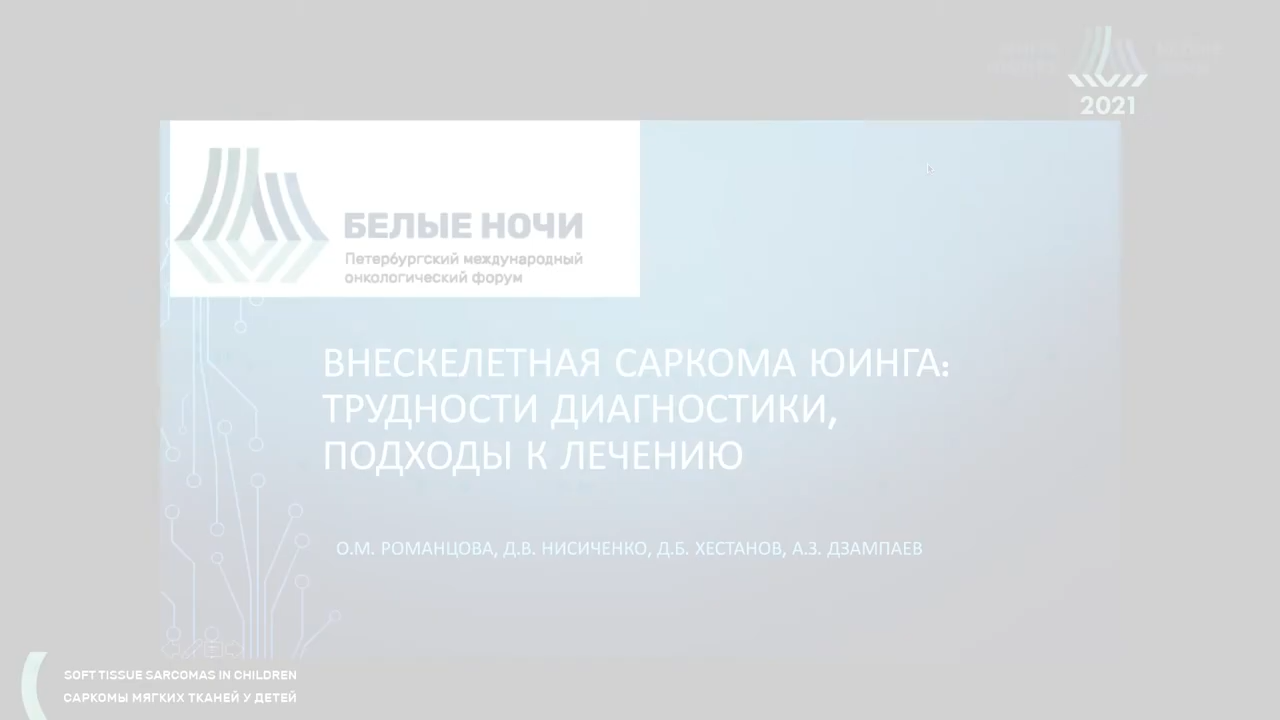 2021
БЕЛЫЕ НОЧИ
Петербургский международный
онкологический форум
ВНЕСКЕЛЕТНАЯ САРКОМА ЮИНГА:
ТРУДНОСТИ ДИАГНОСТИКИ,
ПОДХОДЫ К ЛЕЧЕНИЮ
О.М. РОМАНЦОВА, Д.В. НИСИЧЕНКО, Д.Б. ХЕСТАНОВ, А.З. ДЗАМПАЕВ
SOFT TISSUE SARCOMAS IN CHILDREN
САРКОМЫ МЯГКИХ ТКАНЕЙ У ДЕТЕЙ